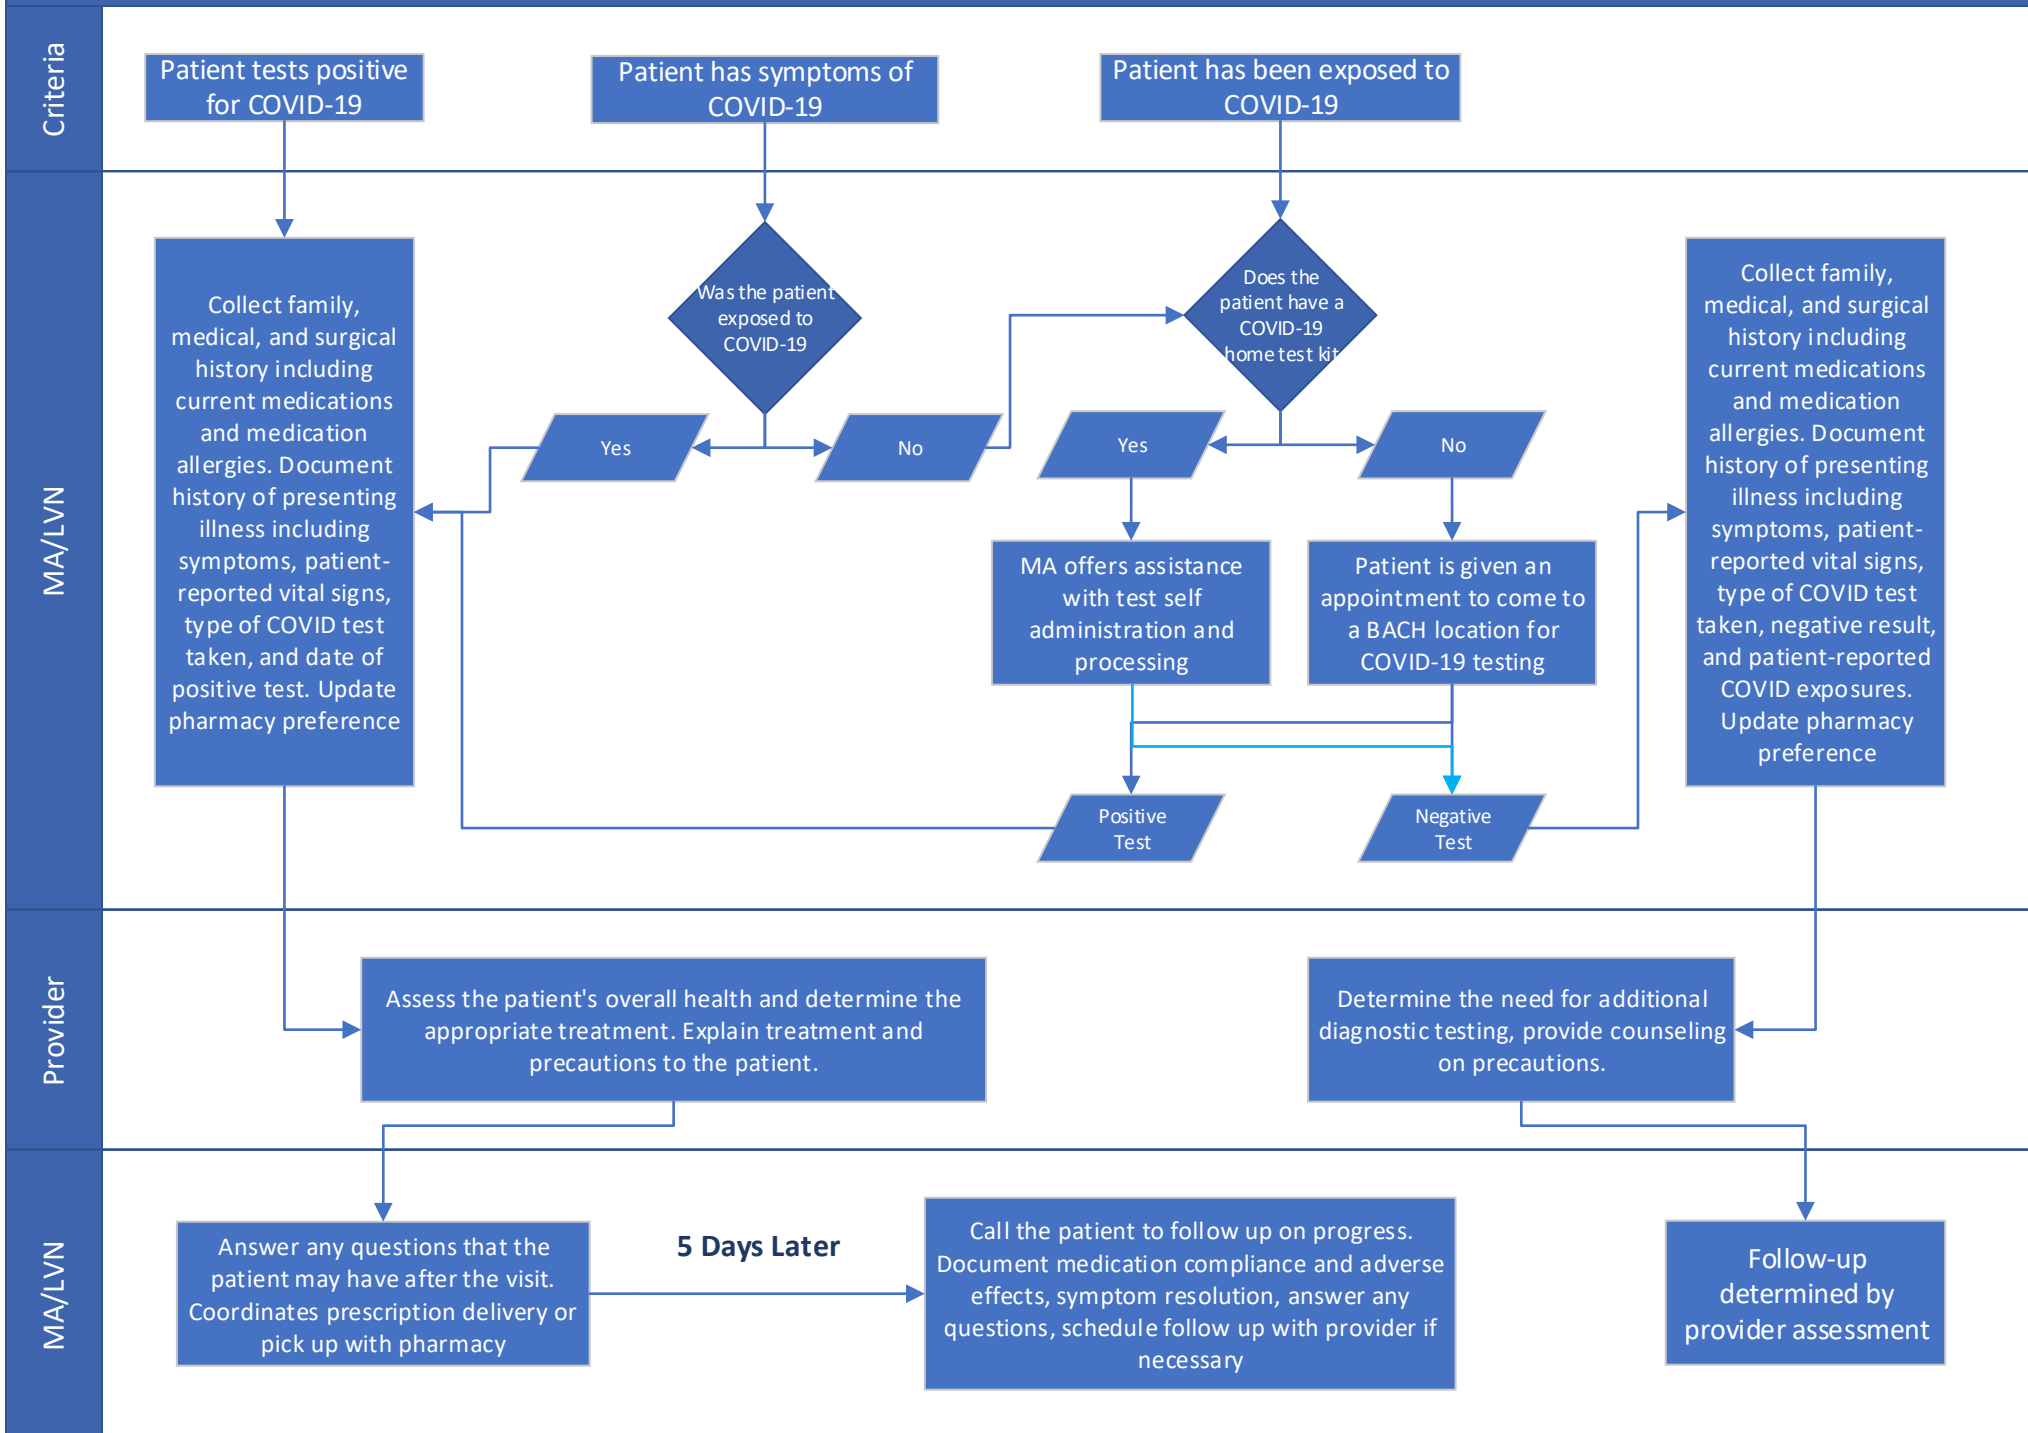 Criteria
Patient tests positive
for COVID-19
Patient has symptoms of
COVID-19
Patient has been exposed to
COVID-19
MA/LVN
Collect family,
medical, and surgical
history including
current medications
and medication
allergies. Document
history of presenting
illness including
symptoms, patient-
reported vital signs,
type of COVID test
taken, and date of
positive test. Update
pharmacy preference
Was the patient
exposed to
COVID-19
Yes
No
Does the
patient have a
COVID-19
home test kit
Yes
No
MA offers assistance
with test self
administration and
processing
Patient is given an
appointment to come to
a BACH location for
COVID-19 testing
Positive
Test
Negative
Test
Collect family,
medical, and surgical
history including
current medications
and medication
allergies. Document
history of presenting
illness including
symptoms, patient-
reported vital signs,
type of COVID test
taken, negative result,
and patient-reported
COVID exposures.
Update pharmacy
preference
Provider
Assess the patient's overall health and determine the
appropriate treatment. Explain treatment and
precautions to the patient.
Determine the need for additional
diagnostic testing, provide counseling
on precautions.
MA/LVN
Answer any questions that the
patient may have after the visit.
Coordinates prescription delivery or
pick up with pharmacy
5 Days Later
Call the patient to follow up on progress.
Document medication compliance and adverse
effects, symptom resolution, answer any
questions, schedule follow up with provider if
necessary
Follow-up
determined by
provider assessment